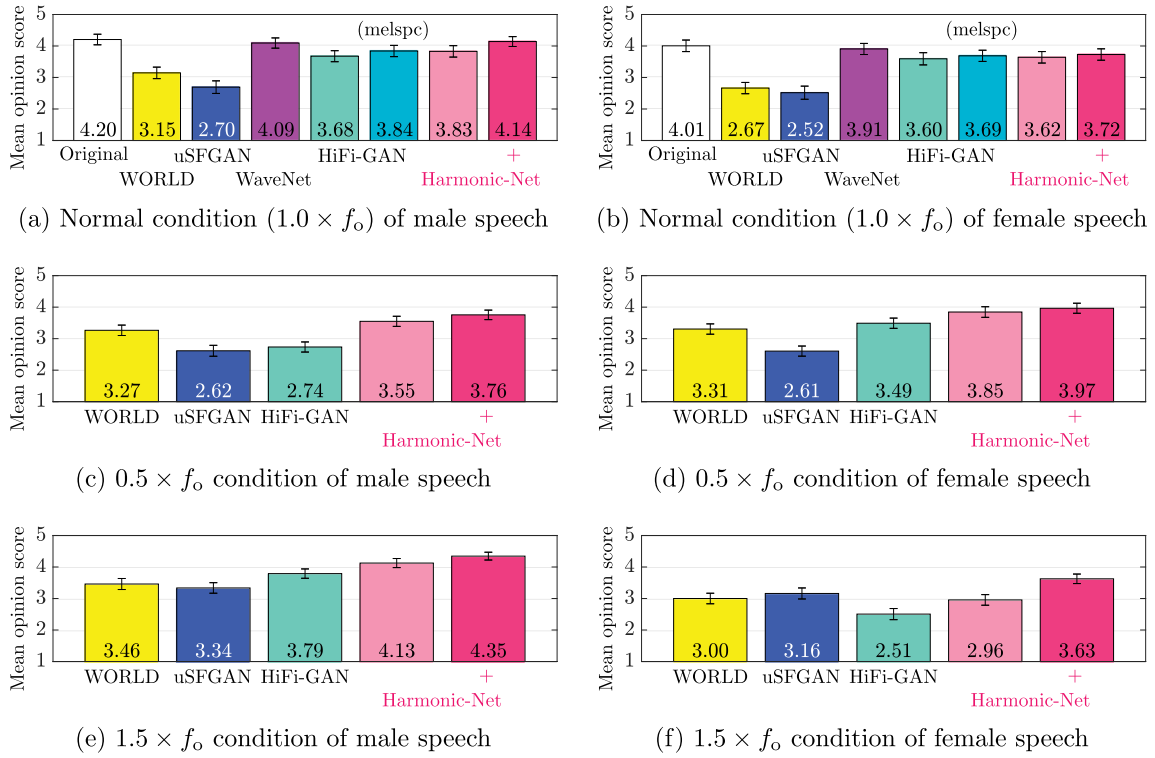 Mean opinion score
5
4
3
2
1
(melspc)
4.20 3.15 2.70 4.09 3.68 3.84 3.83 4.14
Original uSFGAN HiFi-GAN +
WORLD WaveNet Harmonic-Net
(a) Normal condition (1.0 × fₒ) of male speech
Mean opinion score
5
4
3
2
1
(melspc)
4.01 2.67 2.52 3.91 3.60 3.69 3.62 3.72
Original uSFGAN HiFi-GAN +
WORLD WaveNet Harmonic-Net
(b) Normal condition (1.0 × fₒ) of female speech
Mean opinion score
5
4
3
2
1
3.27 2.62 2.74 3.55 3.76
WORLD uSFGAN HiFi-GAN +
Harmonic-Net
(c) 0.5 × fₒ condition of male speech
Mean opinion score
5
4
3
2
1
3.31 2.61 3.49 3.85 3.97
WORLD uSFGAN HiFi-GAN +
Harmonic-Net
(d) 0.5 × fₒ condition of female speech
Mean opinion score
5
4
3
2
1
3.46 3.34 3.79 4.13 4.35
WORLD uSFGAN HiFi-GAN +
Harmonic-Net
(e) 1.5 × fₒ condition of male speech
Mean opinion score
5
4
3
2
1
3.00 3.16 2.51 2.96 3.63
WORLD uSFGAN HiFi-GAN +
Harmonic-Net
(f) 1.5 × fₒ condition of female speech